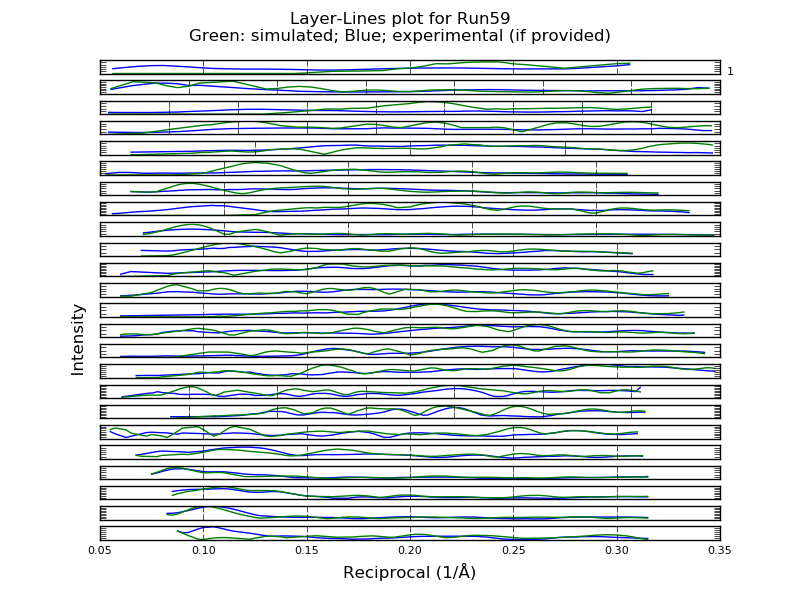 Layer-Lines plot for Run59
Green: simulated; Blue; experimental (if provided)
1
Intensity
0.05 0.10 0.15 0.20 0.25 0.30 0.35
Reciprocal (1/Å)